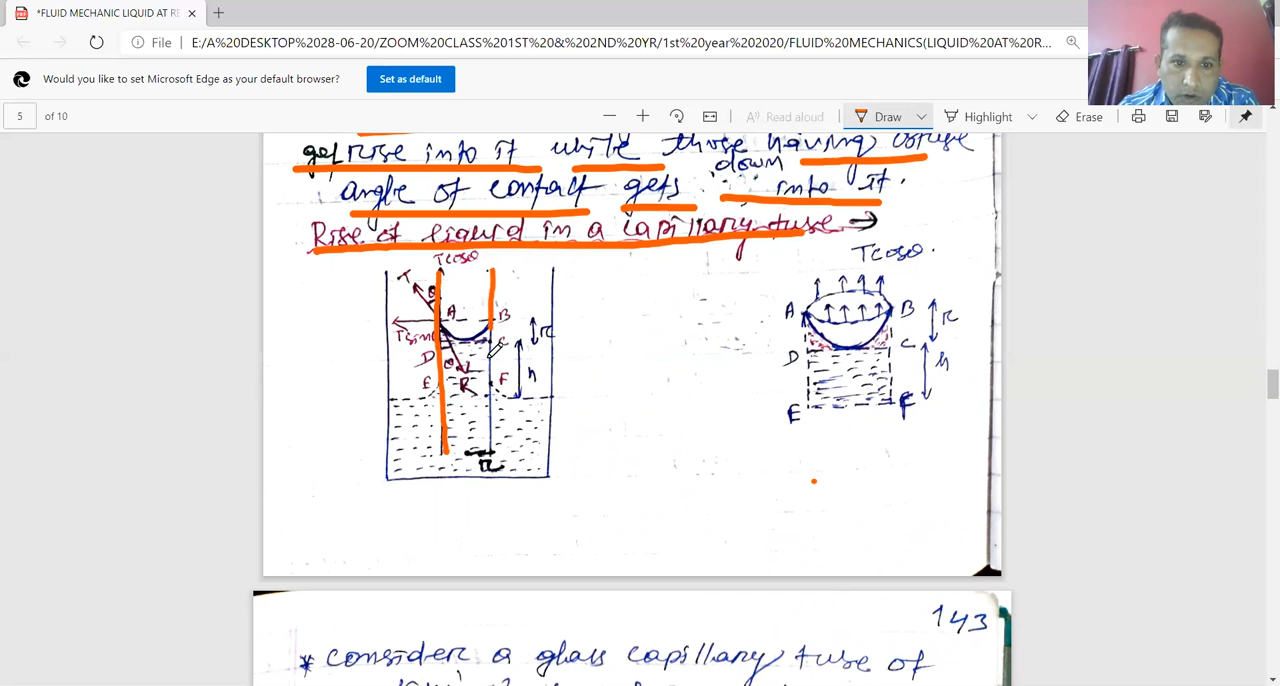 *FLUID MECHANIC LIQUID AT RE
File E:/A%20DESKTOP%2028-06-20/ZOOM%20CLASS%201ST%20&%202ND%20YR/1st%20year%202020/FLUID%20MECHANICS(LIQUID%20AT%20R...
Would you like to set Microsoft Edge as your default browser? Set as default
5 of 10 Read aloud Draw Highlight Erase
get rise into it while those having obtuse
angle of contact gets down into it.
Rise of liquid in a capillary tube →
Tcosθ
Tcosθ.
T θ
A B
A B
r
r
Tsinθ
D C
D C
θ
R
h
h
E F
E F
r
143
* Consider a glass capillary tube of